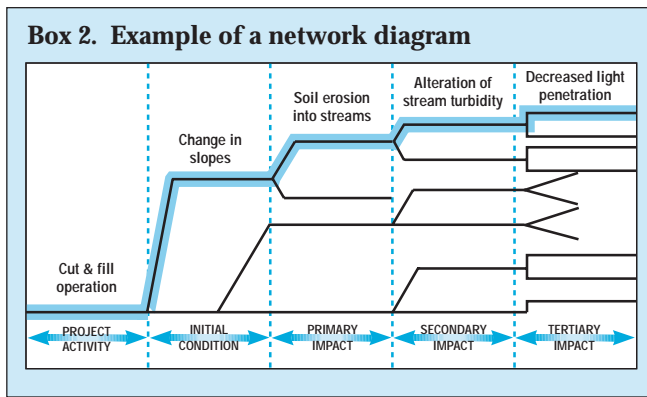 Box 2. Example of a network diagram
Cut & fill
operation
Change in
slopes
Soil erosion
into streams
Alteration of
stream turbidity
Decreased light
penetration
PROJECT
ACTIVITY
INITIAL
CONDITION
PRIMARY
IMPACT
SECONDARY
IMPACT
TERTIARY
IMPACT